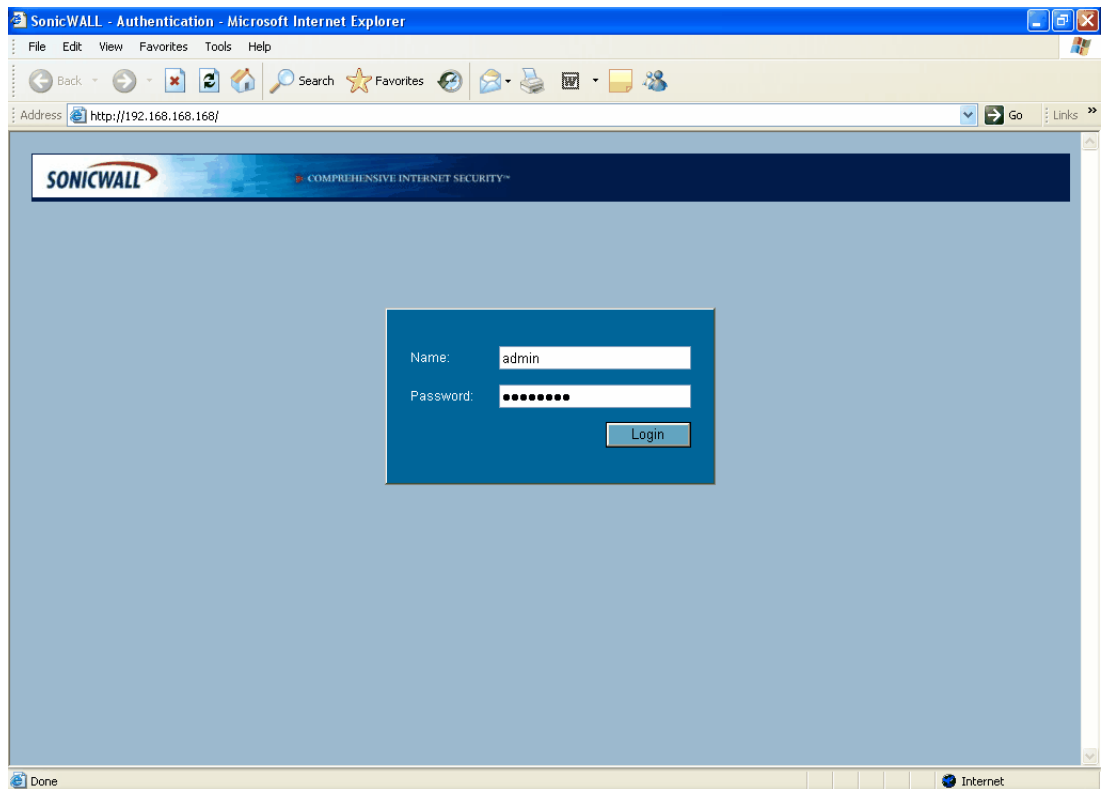 SonicWALL - Authentication - Microsoft Internet Explorer
File Edit View Favorites Tools Help
Back Search Favorites
Address http://192.168.168.168/ Go Links »
SONICWALL COMPREHENSIVE INTERNET SECURITY™
Name: admin
Password: ●●●●●●●●
Login
Done Internet